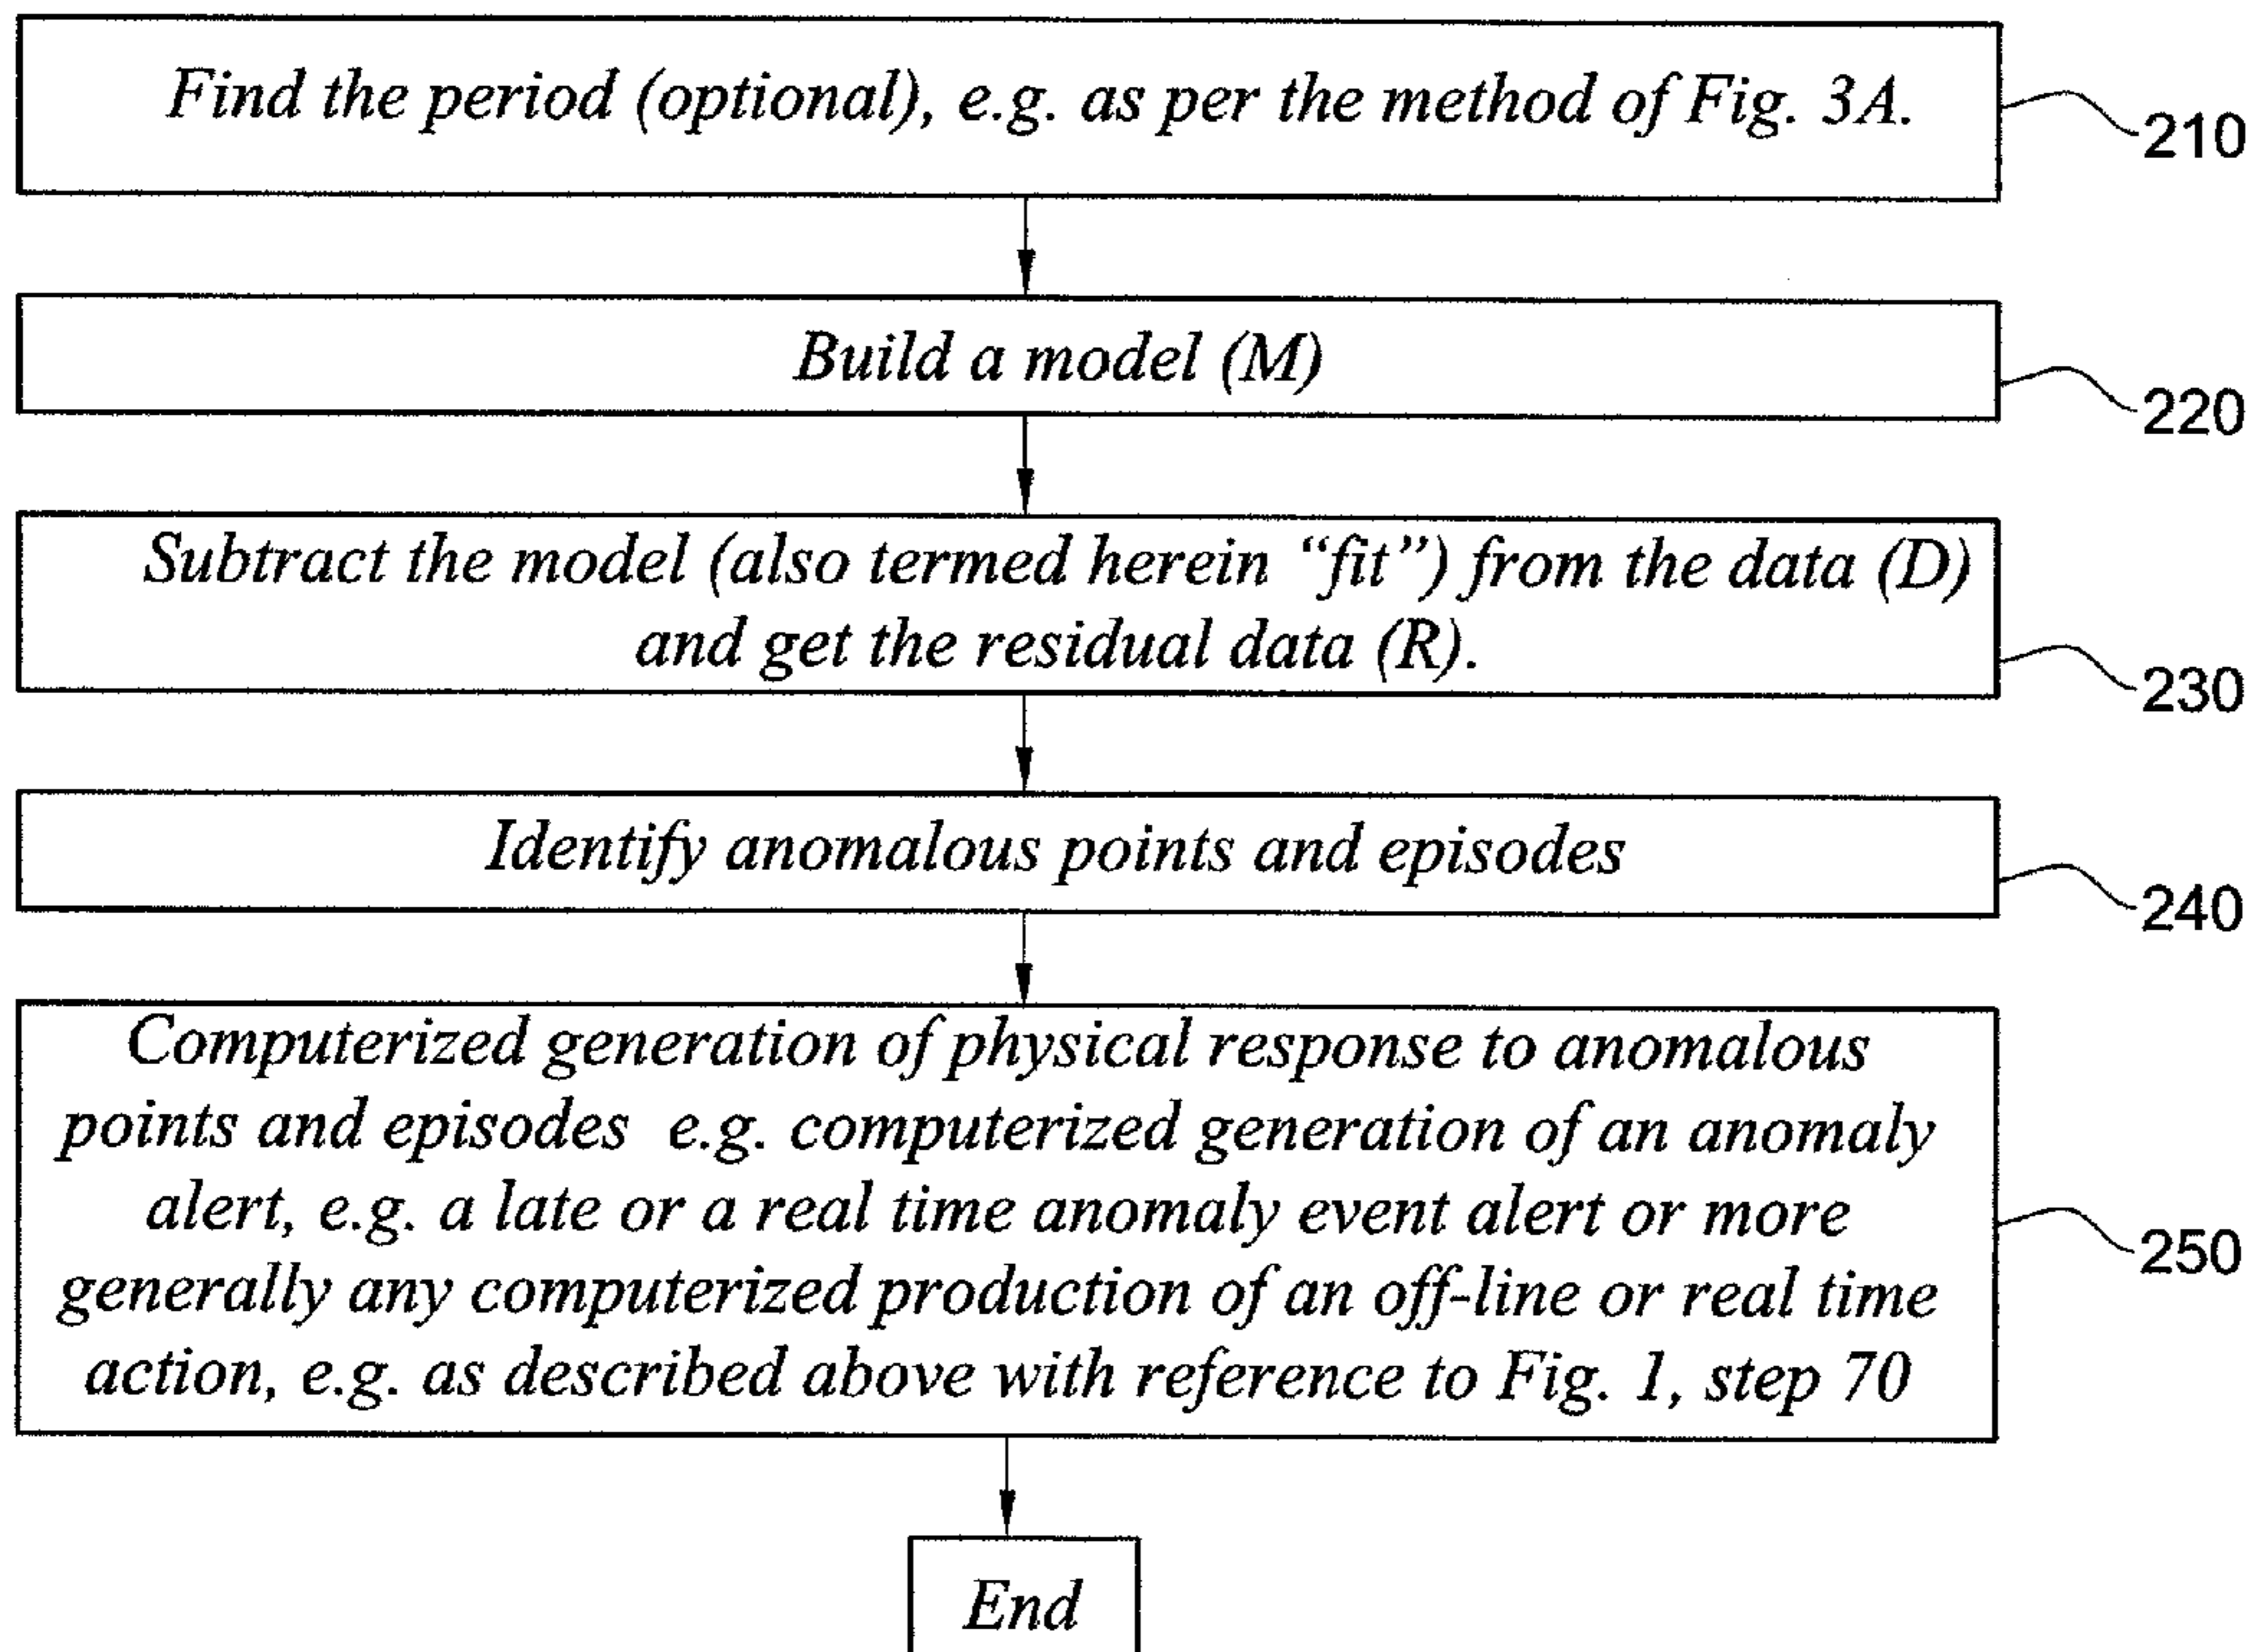 Find the period (optional), e.g. as per the method of Fig. 3A.
210
Build a model (M)
220
Subtract the model (also termed herein “fit”) from the data (D)
and get the residual data (R).
230
Identify anomalous points and episodes
240
Computerized generation of physical response to anomalous
points and episodes e.g. computerized generation of an anomaly
alert, e.g. a late or a real time anomaly event alert or more
generally any computerized production of an off-line or real time
action, e.g. as described above with reference to Fig. 1, step 70
250
End